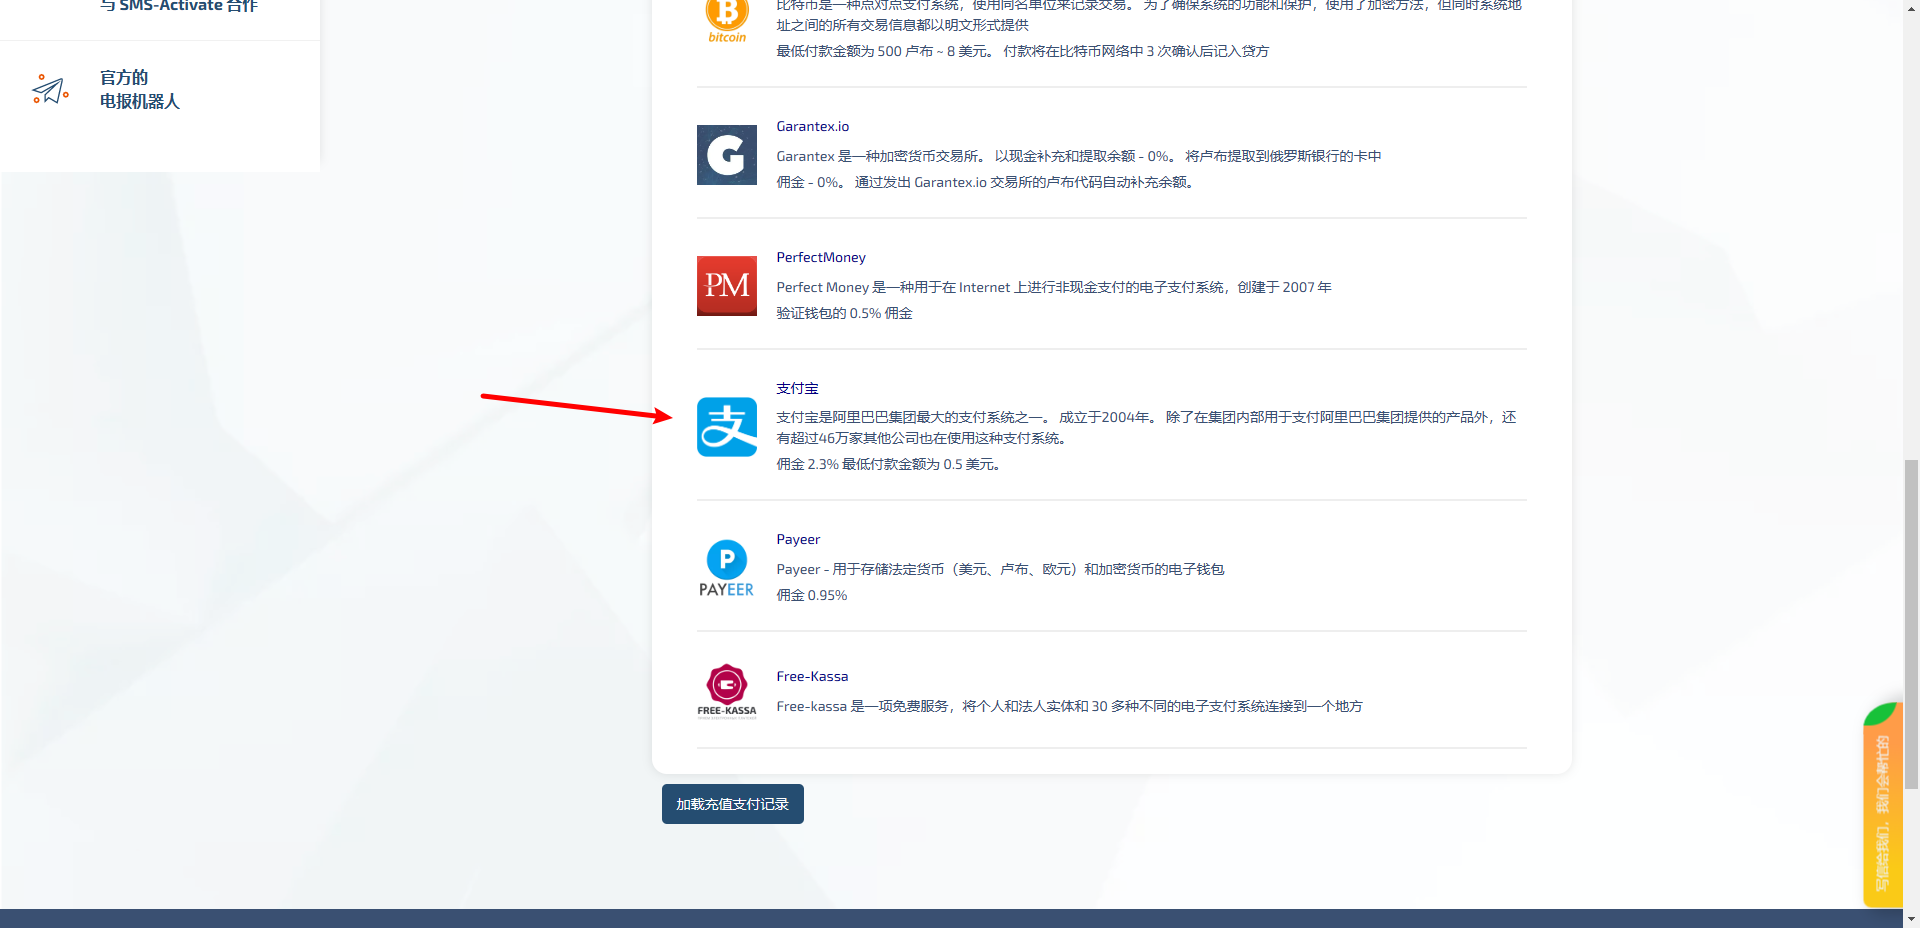 与 SMS-Activate 合作
官方的
电报机器人
bitcoin
比特币是一种点对点支付系统，使用同名单位来记录交易。 为了确保系统的功能和保护，使用了加密方法，但同时系统地
址之间的所有交易信息都以明文形式提供
最低付款金额为 500 卢布 ~ 8 美元。 付款将在比特币网络中 3 次确认后记入贷方
G
Garantex.io
Garantex 是一种加密货币交易所。 以现金补充和提取余额 - 0%。 将卢布提取到俄罗斯银行的卡中
佣金 - 0%。 通过发出 Garantex.io 交易所的卢布代码自动补充余额。
PM
PerfectMoney
Perfect Money 是一种用于在 Internet 上进行非现金支付的电子支付系统，创建于 2007 年
验证钱包的 0.5% 佣金
支
支付宝
支付宝是阿里巴巴集团最大的支付系统之一。 成立于2004年。 除了在集团内部用于支付阿里巴巴集团提供的产品外，还
有超过46万家其他公司也在使用这种支付系统。
佣金 2.3% 最低付款金额为 0.5 美元。
P
PAYEER
Payeer
Payeer - 用于存储法定货币（美元、卢布、欧元）和加密货币的电子钱包
佣金 0.95%
FREE-KASSA
Free-Kassa
Free-kassa 是一项免费服务，将个人和法人实体和 30 多种不同的电子支付系统连接到一个地方
加载充值支付记录
写信给我们，我们会帮忙的